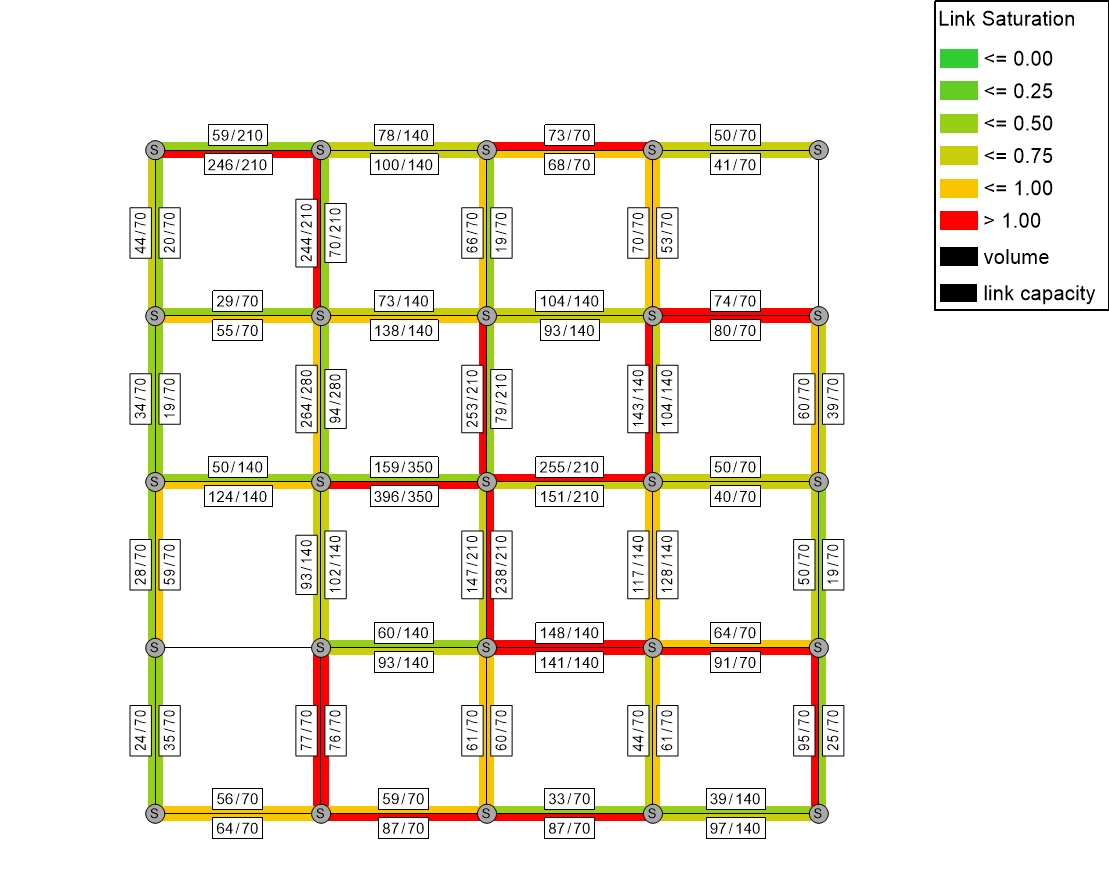 Link Saturation
<= 0.00
<= 0.25
<= 0.50
<= 0.75
<= 1.00
> 1.00
volume
link capacity
59/210
78/140
73/70
50/70
S
S
S
S
S
246/210
100/140
68/70
41/70
44/70
20/70
244/210
70/210
66/70
19/70
70/70
53/70
29/70
73/140
104/140
74/70
S
S
S
S
S
55/70
138/140
93/140
80/70
34/70
19/70
264/280
94/280
253/210
79/210
143/140
104/140
60/70
39/70
50/140
159/350
255/210
50/70
S
S
S
S
S
124/140
396/350
151/210
40/70
28/70
59/70
93/140
102/140
147/210
238/210
117/140
128/140
50/70
19/70
60/140
148/140
64/70
S
S
S
S
S
93/140
141/140
91/70
24/70
35/70
77/70
76/70
61/70
60/70
44/70
61/70
95/70
25/70
56/70
59/70
33/70
39/140
S
S
S
S
S
64/70
87/70
87/70
97/140